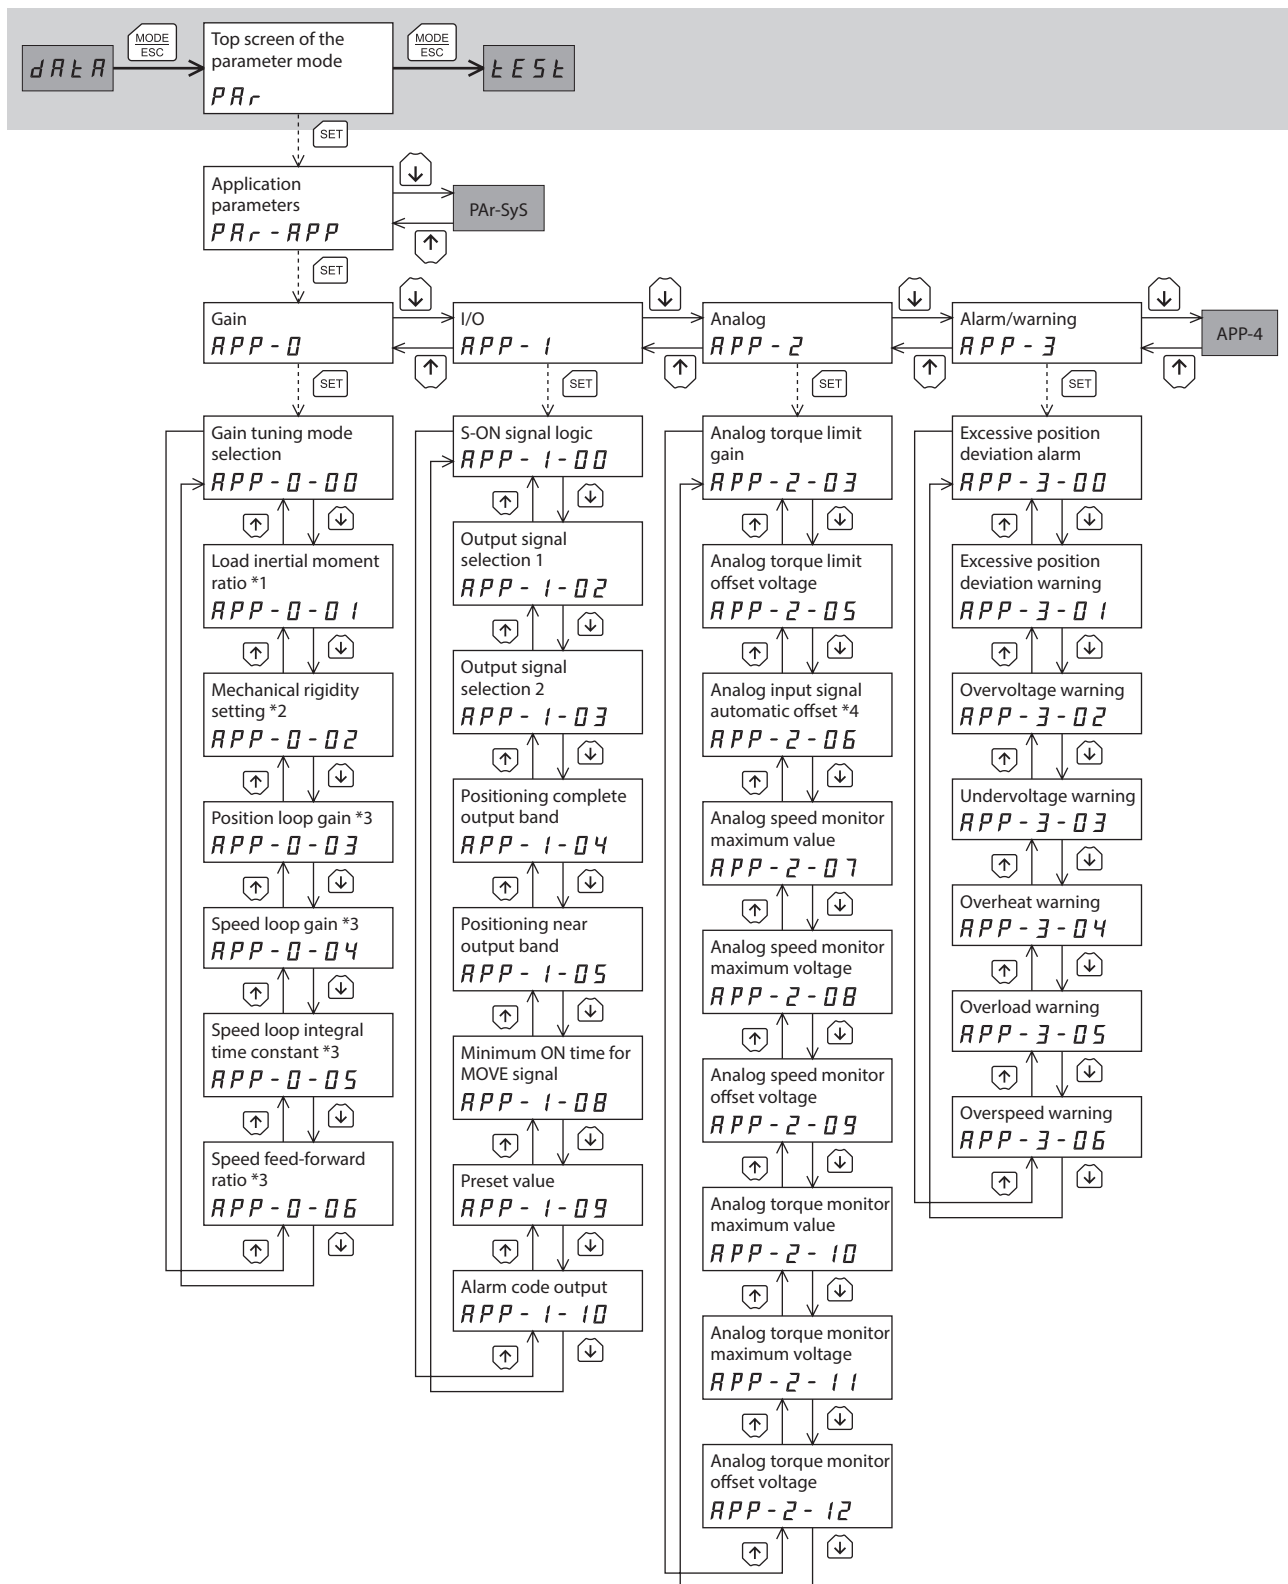 MODE
ESC
MODE
ESC
dAtA
Top screen of the
parameter mode
PAr
tESt
SET
Application
parameters
PAr-APP
PAr-SyS
SET
Gain
APP-0
I/O
APP-1
Analog
APP-2
Alarm/warning
APP-3
APP-4
SET
SET
SET
SET
Gain tuning mode
selection
APP-0-00
Load inertial moment
ratio *1
APP-0-01
Mechanical rigidity
setting *2
APP-0-02
Position loop gain *3
APP-0-03
Speed loop gain *3
APP-0-04
Speed loop integral
time constant *3
APP-0-05
Speed feed-forward
ratio *3
APP-0-06
S-ON signal logic
APP-1-00
Output signal
selection 1
APP-1-02
Output signal
selection 2
APP-1-03
Positioning complete
output band
APP-1-04
Positioning near
output band
APP-1-05
Minimum ON time for
MOVE signal
APP-1-08
Preset value
APP-1-09
Alarm code output
APP-1-10
Analog torque limit
gain
APP-2-03
Analog torque limit
offset voltage
APP-2-05
Analog input signal
automatic offset *4
APP-2-06
Analog speed monitor
maximum value
APP-2-07
Analog speed monitor
maximum voltage
APP-2-08
Analog speed monitor
offset voltage
APP-2-09
Analog torque monitor
maximum value
APP-2-10
Analog torque monitor
maximum voltage
APP-2-11
Analog torque monitor
offset voltage
APP-2-12
Excessive position
deviation alarm
APP-3-00
Excessive position
deviation warning
APP-3-01
Overvoltage warning
APP-3-02
Undervoltage warning
APP-3-03
Overheat warning
APP-3-04
Overload warning
APP-3-05
Overspeed warning
APP-3-06